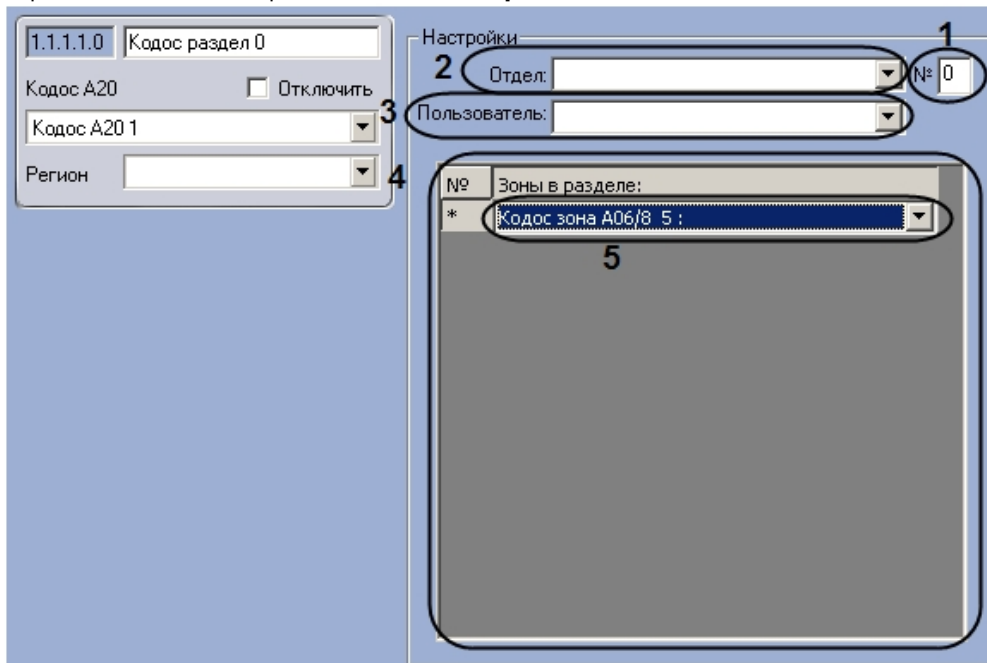 1.1.1.1.0 Кодос раздел 0
Кодос А20 Отключить
Кодос А20 1
Регион
Настройки
1
2 Отдел: № 0
3 Пользователь:
4
№ Зоны в разделе:
* Кодос зона А06/8 5 :
5